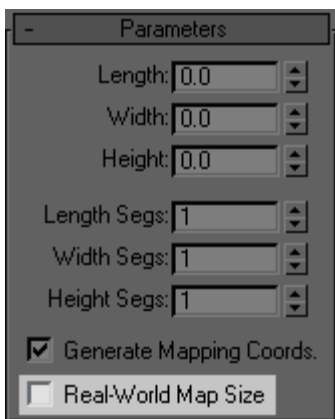 - Parameters
Length: 0.0
Width: 0.0
Height: 0.0
Length Segs: 1
Width Segs: 1
Height Segs: 1
Generate Mapping Coords.
Real-World Map Size